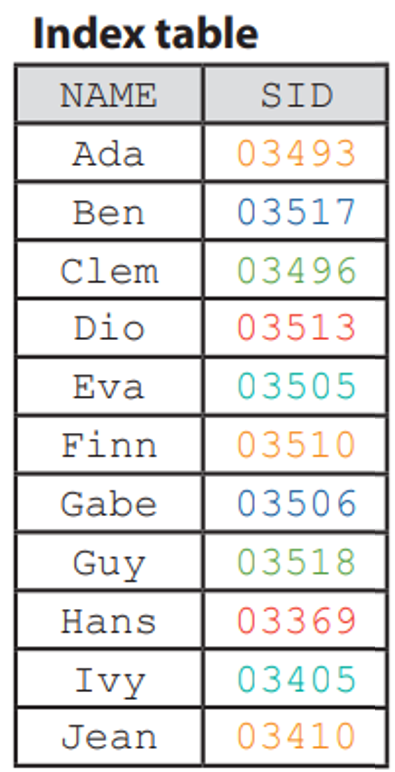 Index table
NAME SID
Ada 03493
Ben 03517
Clem 03496
Dio 03513
Eva 03505
Finn 03510
Gabe 03506
Guy 03518
Hans 03369
Ivy 03405
Jean 03410